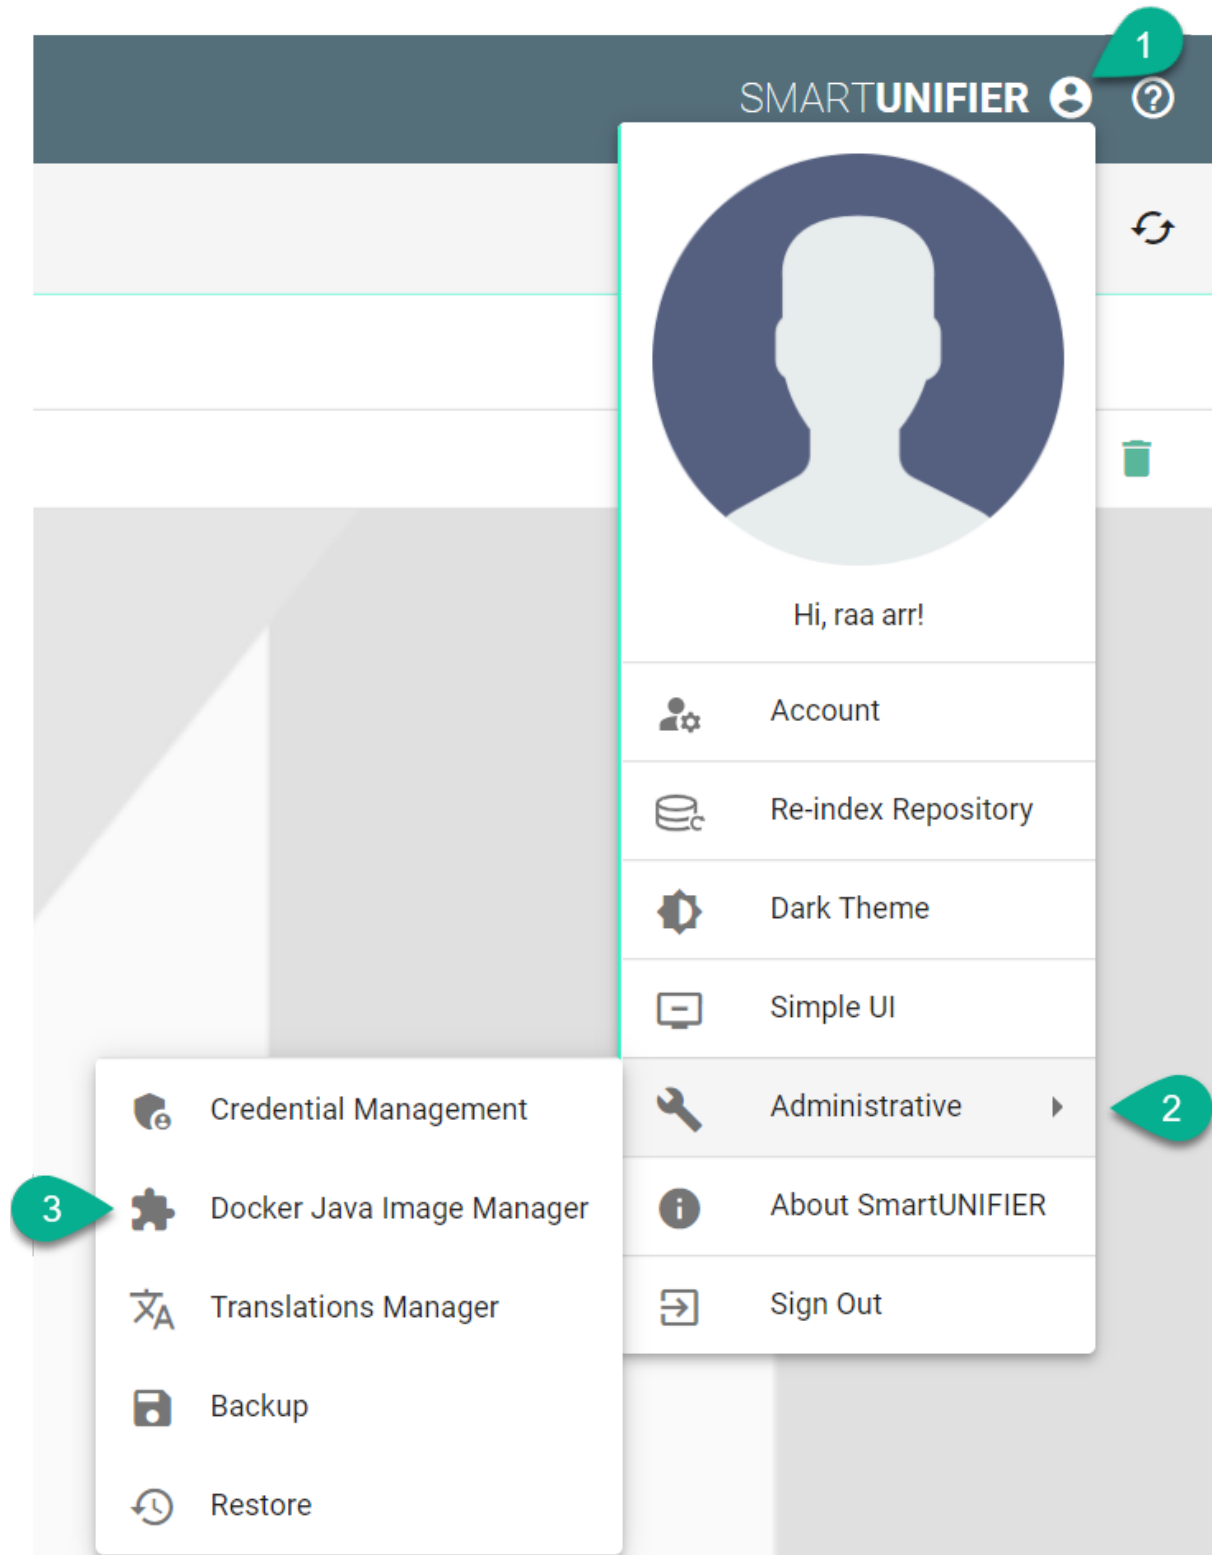 1
SMARTUNIFIER
Hi, raa arr!
Account
Re-index Repository
Dark Theme
Simple UI
Administrative
2
About SmartUNIFIER
Sign Out
Credential Management
3
Docker Java Image Manager
Translations Manager
Backup
Restore